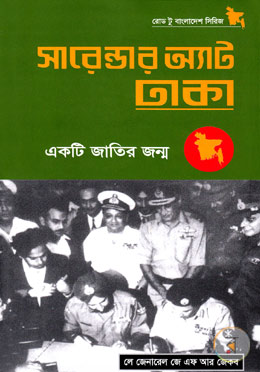 রোড টু বাংলাদেশ সিরিজ
সারেন্ডার অ্যাট
ঢাকা
একটি জাতির জন্ম
লে জেনারেল জে এফ আর জেকব